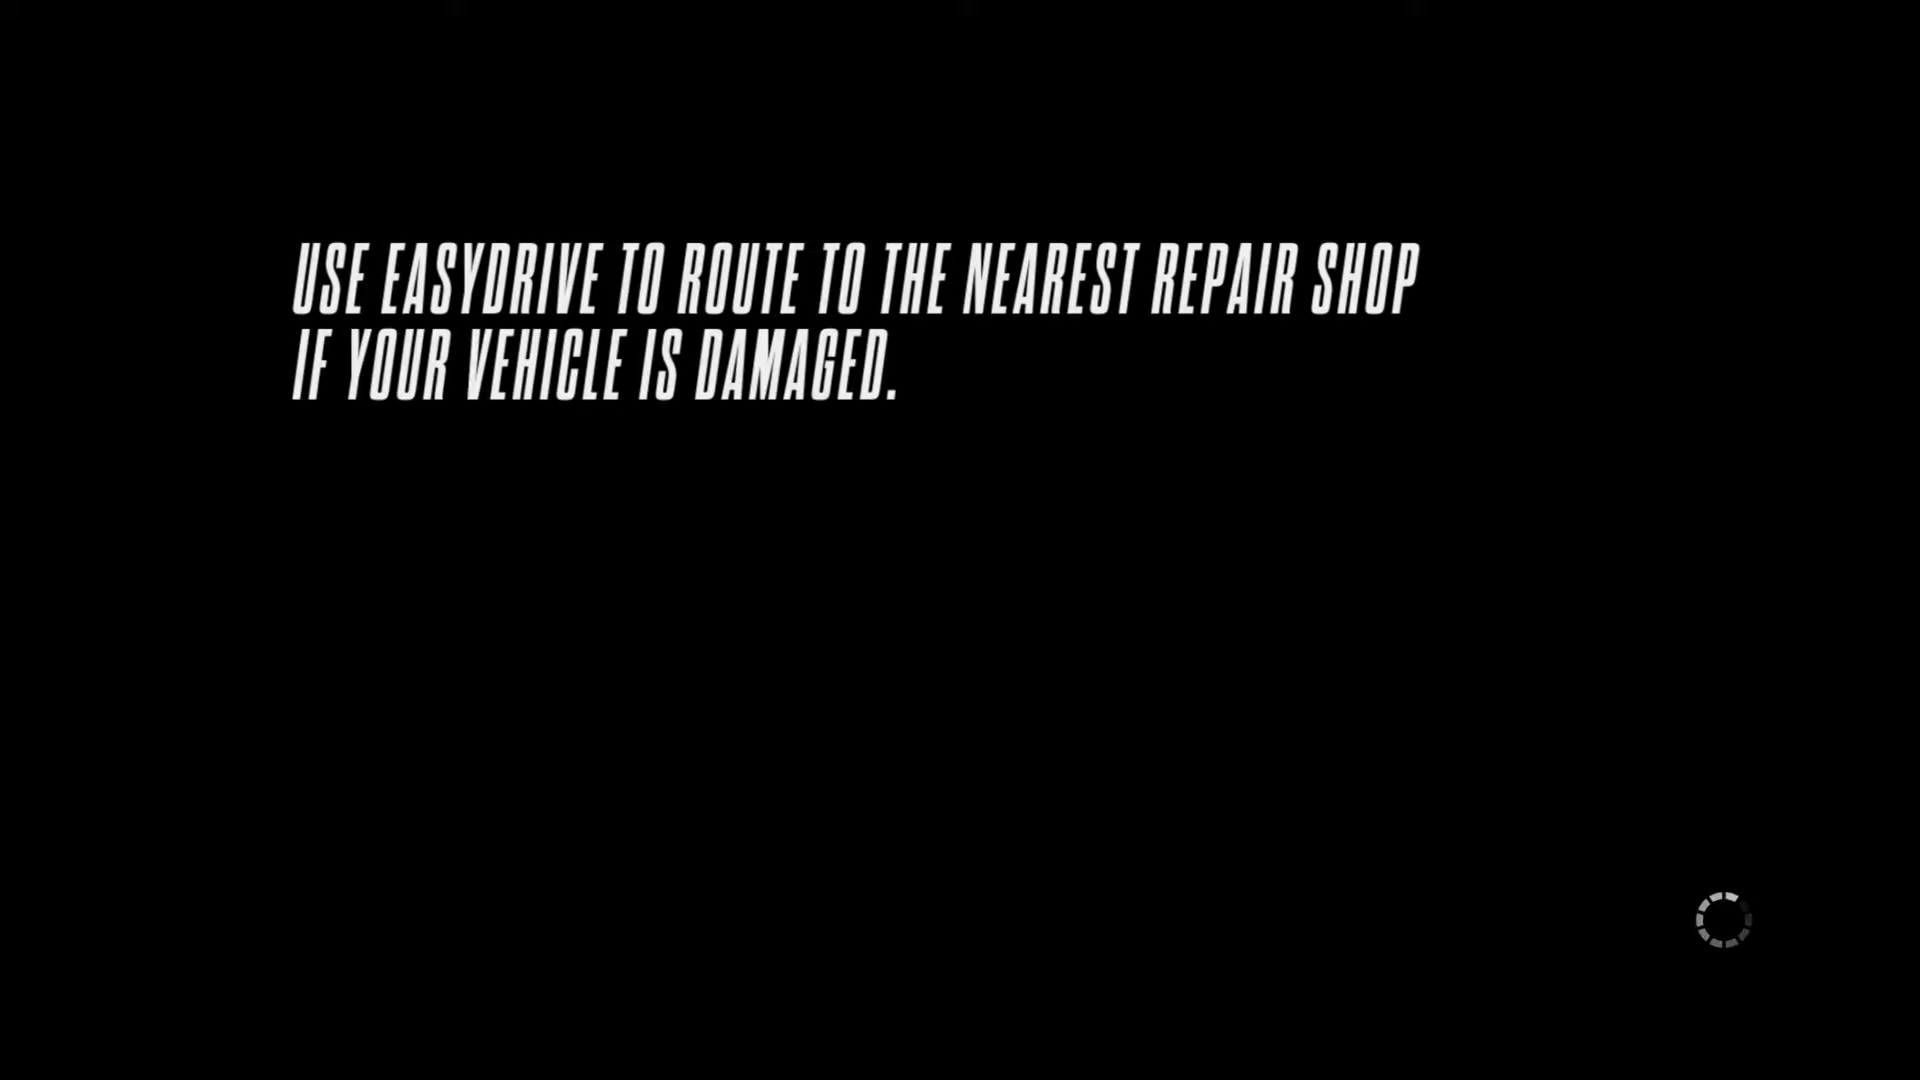 USE EASYDRIVE TO ROUTE TO THE NEAREST REPAIR SHOP
IF YOUR VEHICLE IS DAMAGED.